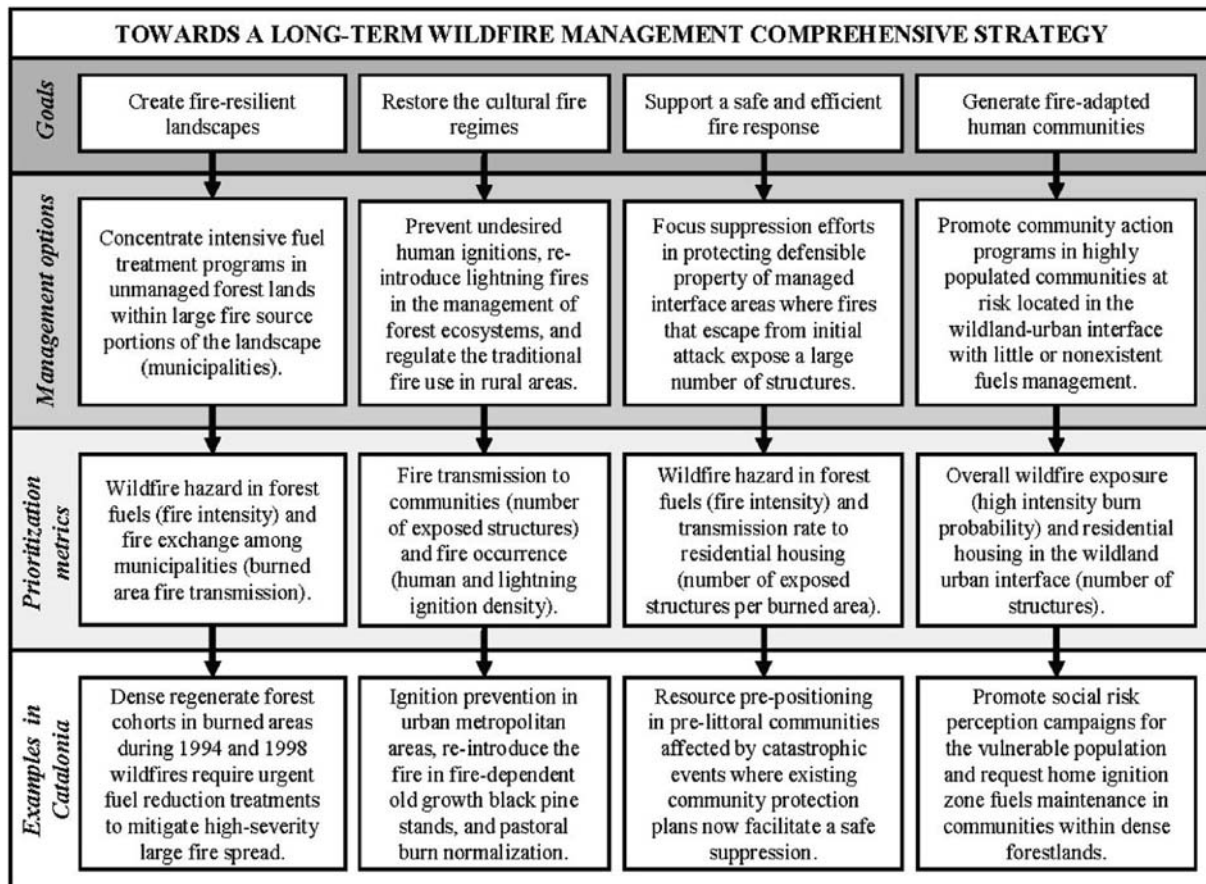 TOWARDS A LONG-TERM WILDFIRE MANAGEMENT COMPREHENSIVE STRATEGY
Goals
Create fire-resilient
landscapes
Restore the cultural fire
regimes
Support a safe and efficient
fire response
Generate fire-adapted
human communities
Management options
Concentrate intensive fuel
treatment programs in
unmanaged forest lands
within large fire source
portions of the landscape
(municipalities).
Prevent undesired
human ignitions, re-
introduce lightning fires
in the management of
forest ecosystems, and
regulate the traditional
fire use in rural areas.
Focus suppression efforts
in protecting defensible
property of managed
interface areas where fires
that escape from initial
attack expose a large
number of structures.
Promote community action
programs in highly
populated communities at
risk located in the
wildland-urban interface
with little or nonexistent
fuels management.
Prioritization
metrics
Wildfire hazard in forest
fuels (fire intensity) and
fire exchange among
municipalities (burned
area fire transmission).
Fire transmission to
communities (number
of exposed structures)
and fire occurrence
(human and lightning
ignition density).
Wildfire hazard in forest
fuels (fire intensity) and
transmission rate to
residential housing
(number of exposed
structures per burned area).
Overall wildfire exposure
(high intensity burn
probability) and residential
housing in the wildland
urban interface (number of
structures).
Examples in
Catalonia
Dense regenerate forest
cohorts in burned areas
during 1994 and 1998
wildfires require urgent
fuel reduction treatments
to mitigate high-severity
large fire spread.
Ignition prevention in
urban metropolitan
areas, re-introduce the
fire in fire-dependent
old growth black pine
stands, and pastoral
burn normalization.
Resource pre-positioning
in pre-littoral communities
affected by catastrophic
events where existing
community protection
plans now facilitate a safe
suppression.
Promote social risk
perception campaigns for
the vulnerable population
and request home ignition
zone fuels maintenance in
communities within dense
forestlands.